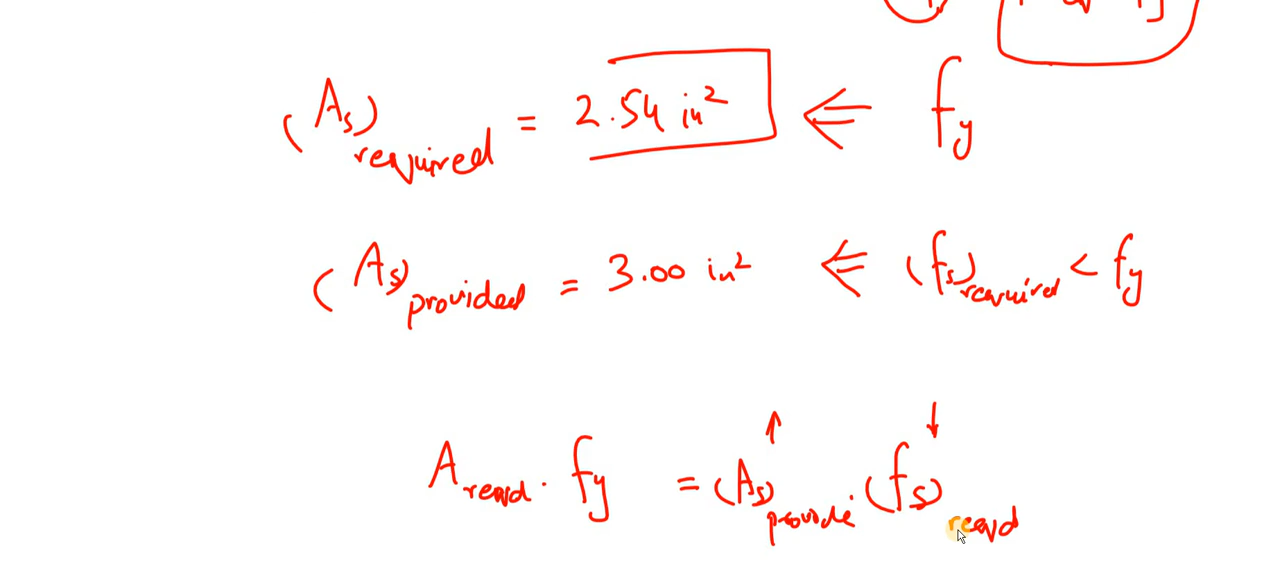 (As)required = 2.54 in² ⇐ fy
(As)provided = 3.00 in² ⇐ (fs)required < fy
Areqd · fy = (As)provide (fs)reqd